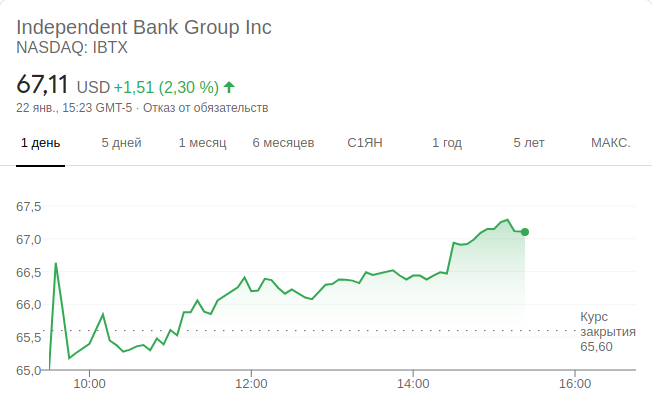 Independent Bank Group Inc
NASDAQ: IBTX
67,11 USD +1,51 (2,30 %)
22 янв., 15:23 GMT-5 · Отказ от обязательств
1 день 5 дней 1 месяц 6 месяцев С1ЯН 1 год 5 лет МАКС.
67,5
67,0
66,5
66,0
65,5
65,0
Курс
закрытия
65,60
10:00 12:00 14:00 16:00